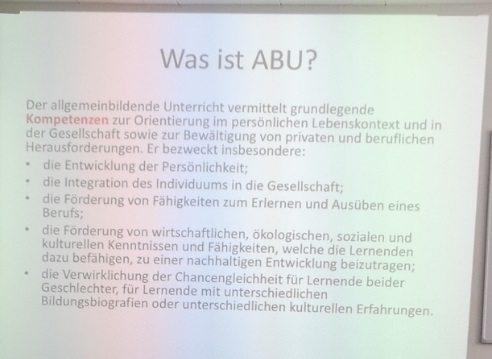 Was ist ABU?
Der allgemeinbildende Unterricht vermittelt grundlegende
Kompetenzen zur Orientierung im persönlichen Lebenskontext und in
der Gesellschaft sowie zur Bewältigung von privaten und beruflichen
Herausforderungen. Er bezweckt insbesondere:
• die Entwicklung der Persönlichkeit;
• die Integration des Individuums in die Gesellschaft;
• die Förderung von Fähigkeiten zum Erlernen und Ausüben eines
Berufs;
• die Förderung von wirtschaftlichen, ökologischen, sozialen und
kulturellen Kenntnissen und Fähigkeiten, welche die Lernenden
dazu befähigen, zu einer nachhaltigen Entwicklung beizutragen;
• die Verwirklichung der Chancengleichheit für Lernende beider
Geschlechter, für Lernende mit unterschiedlichen
Bildungsbiografien oder unterschiedlichen kulturellen Erfahrungen.